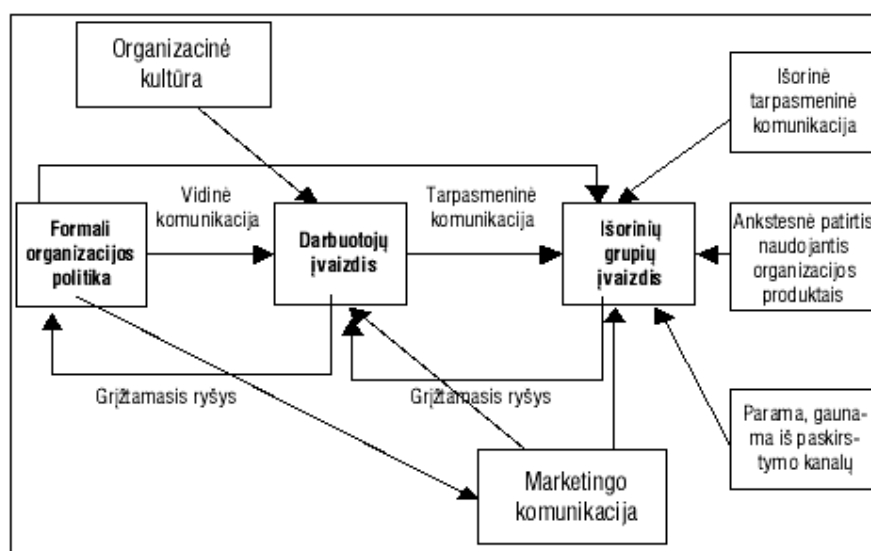 Organizacinė
kultūra
Išorinė
tarpasmeninė
komunikacija
Vidinė
komunikacija
Tarpasmeninė
komunikacija
Formali
organizacijos
politika
Darbuotojų
įvaizdis
Išorinių
grupių
įvaizdis
Ankstesnė patirtis
naudojantis
organizacijos
produktais
Grįžtamasis ryšys
Grįžtamasis ryšys
Parama, gauna-
ma iš paskirs-
tymo kanalų
Marketingo
komunikacija